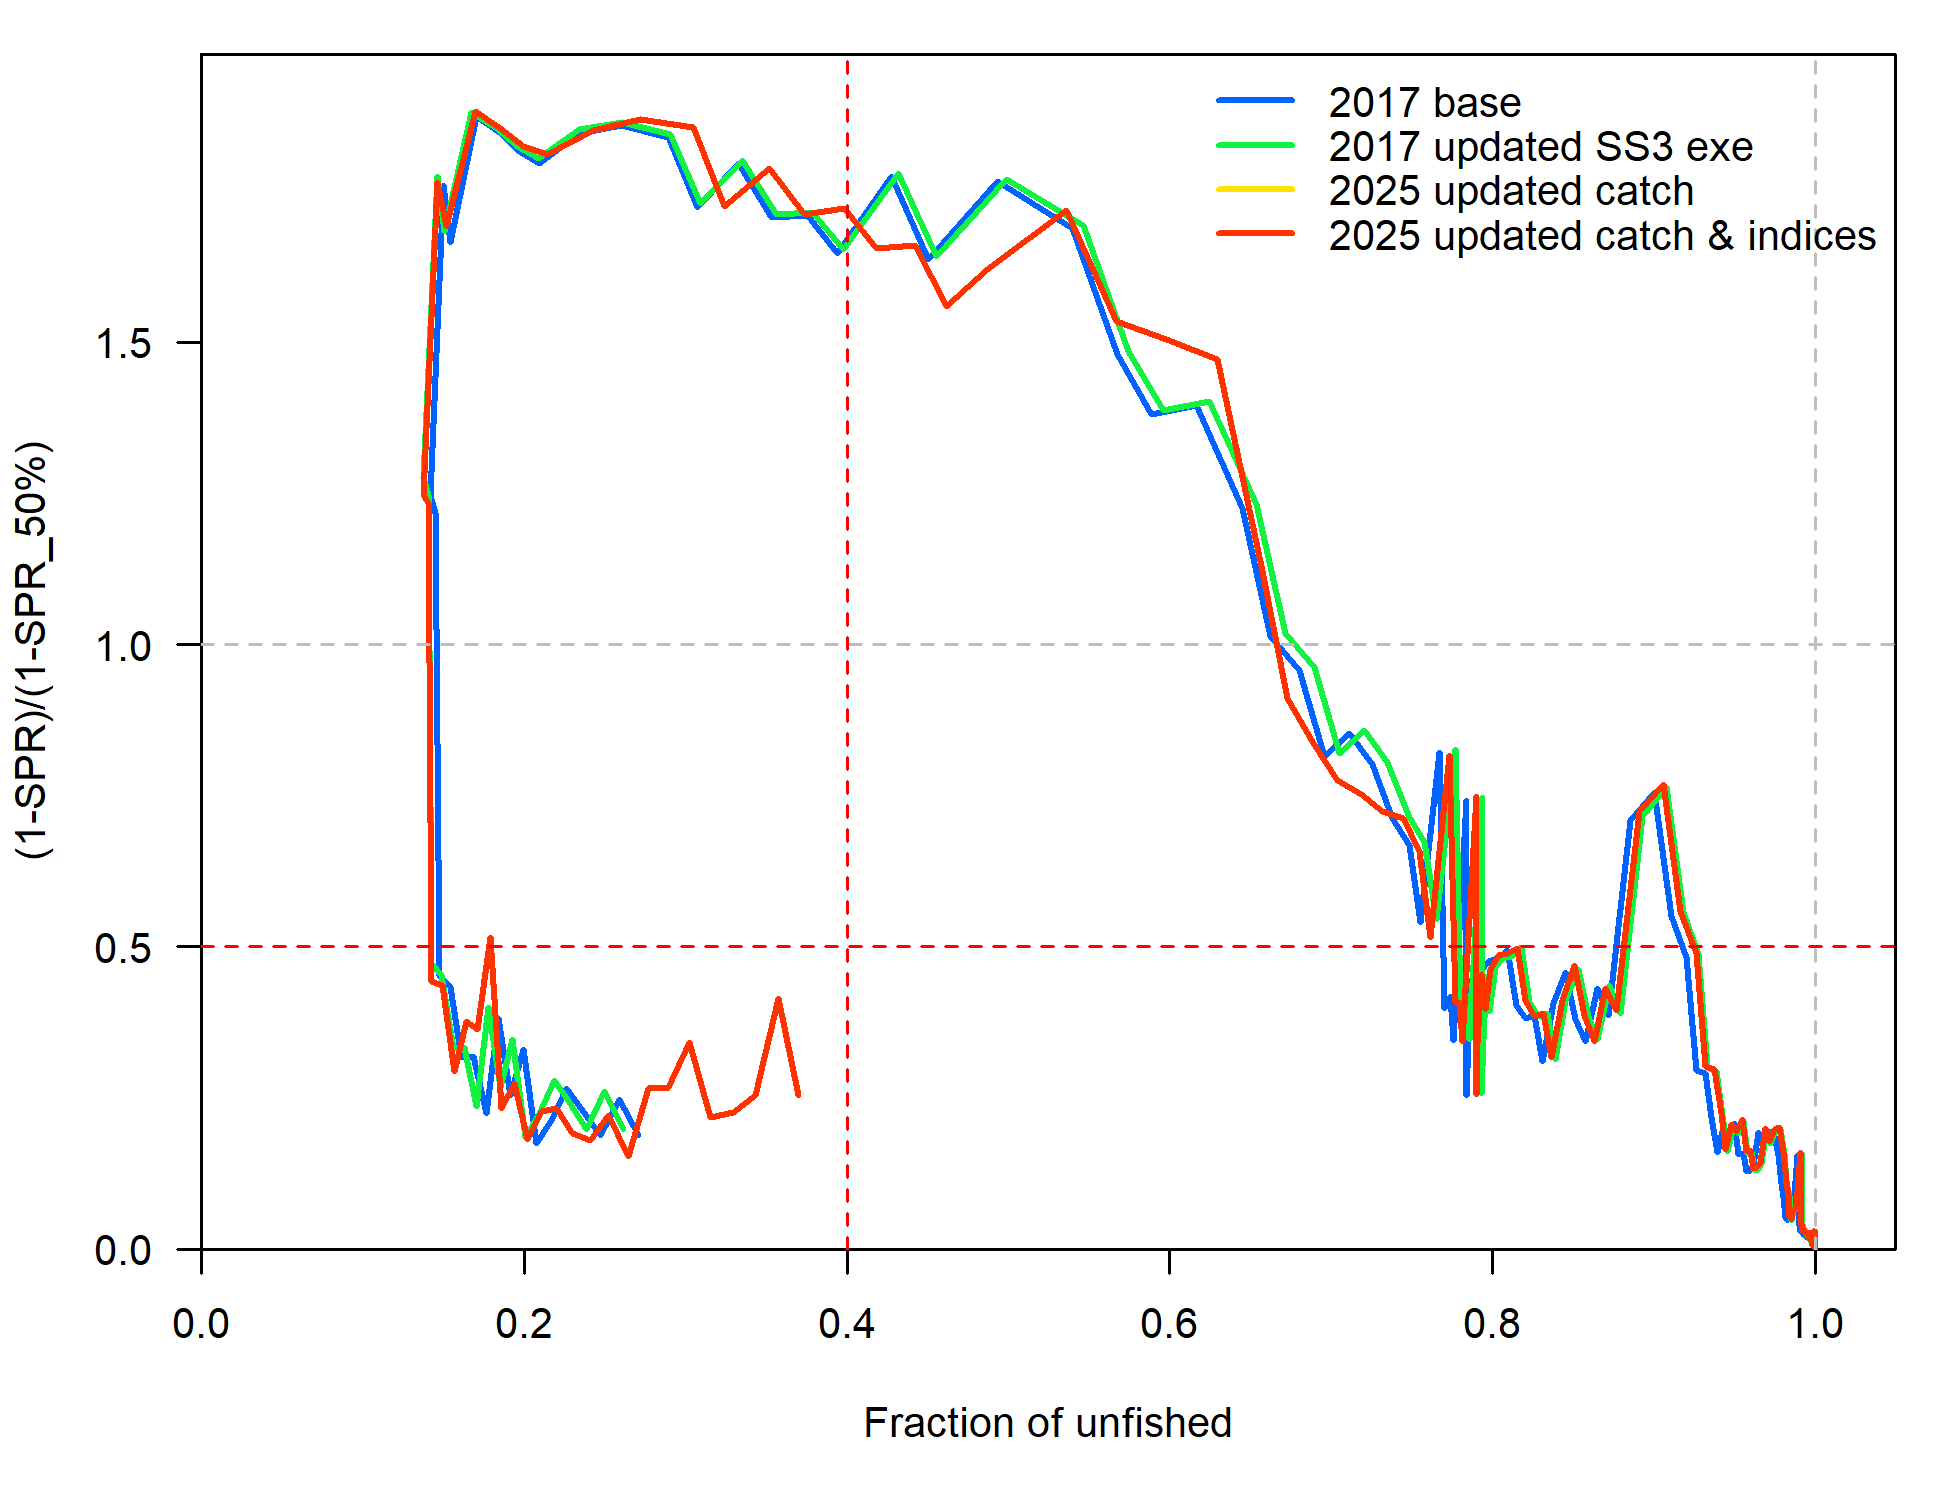 2017 base
2017 updated SS3 exe
2025 updated catch
2025 updated catch & indices
(1-SPR)/(1-SPR_50%)
1.5
1.0
0.5
0.0
0.0 0.2 0.4 0.6 0.8 1.0
Fraction of unfished